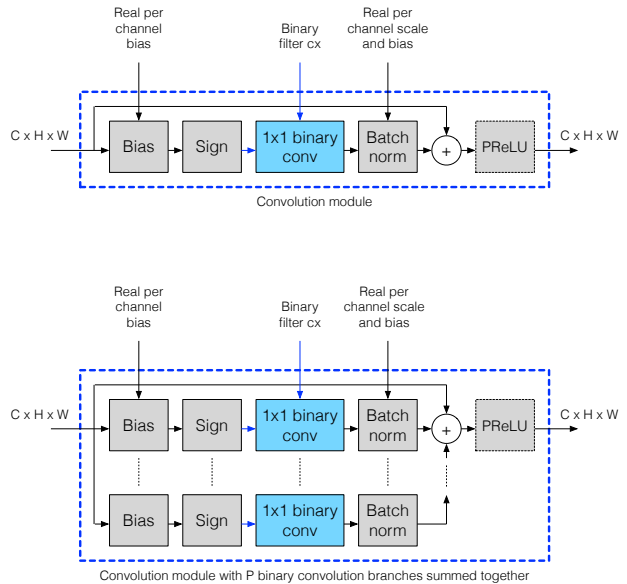 Real per
channel
bias
Binary
filter cx
Real per
channel scale
and bias
C x H x W
Bias
Sign
1x1 binary
conv
Batch
norm
+
PReLU
C x H x W
Convolution module
Real per
channel
bias
Binary
filter cx
Real per
channel scale
and bias
C x H x W
Bias
Sign
1x1 binary
conv
Batch
norm
+
PReLU
C x H x W
Bias
Sign
1x1 binary
conv
Batch
norm
Convolution module with P binary convolution branches summed together